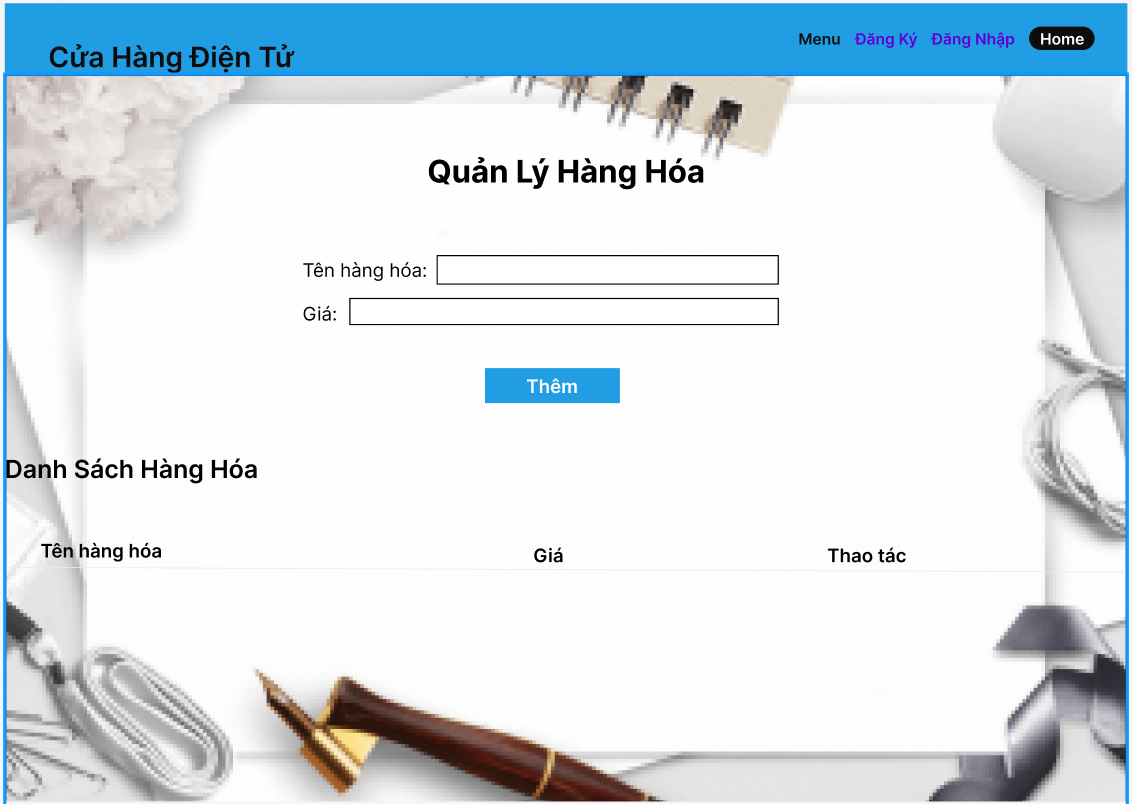 Cửa Hàng Điện Tử
Menu Đăng Ký Đăng Nhập Home
Quản Lý Hàng Hóa
Tên hàng hóa:
Giá:
Thêm
Danh Sách Hàng Hóa
Tên hàng hóa Giá Thao tác